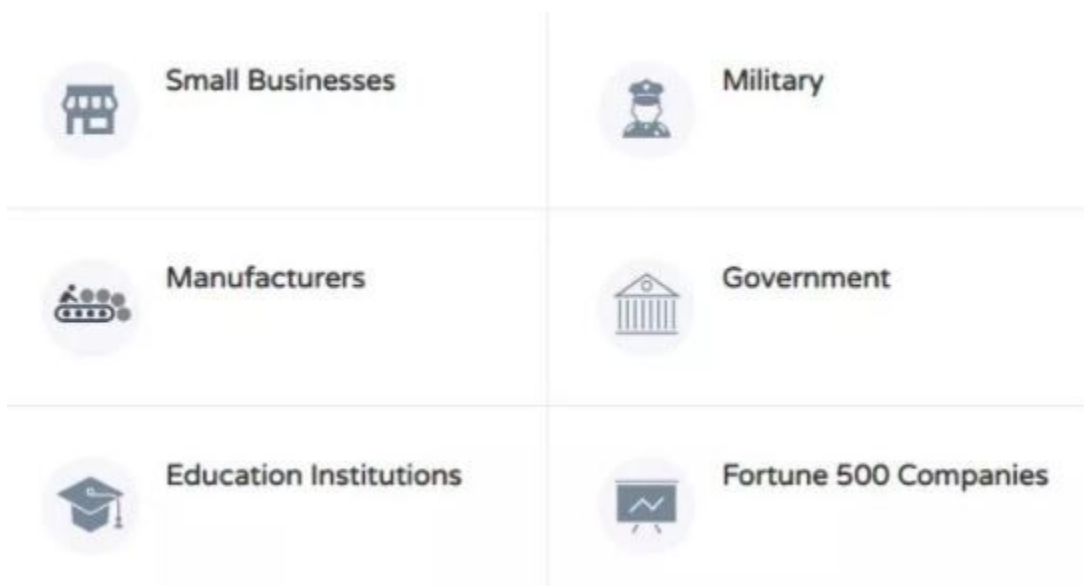 Small Businesses
Military
Manufacturers
Government
Education Institutions
Fortune 500 Companies